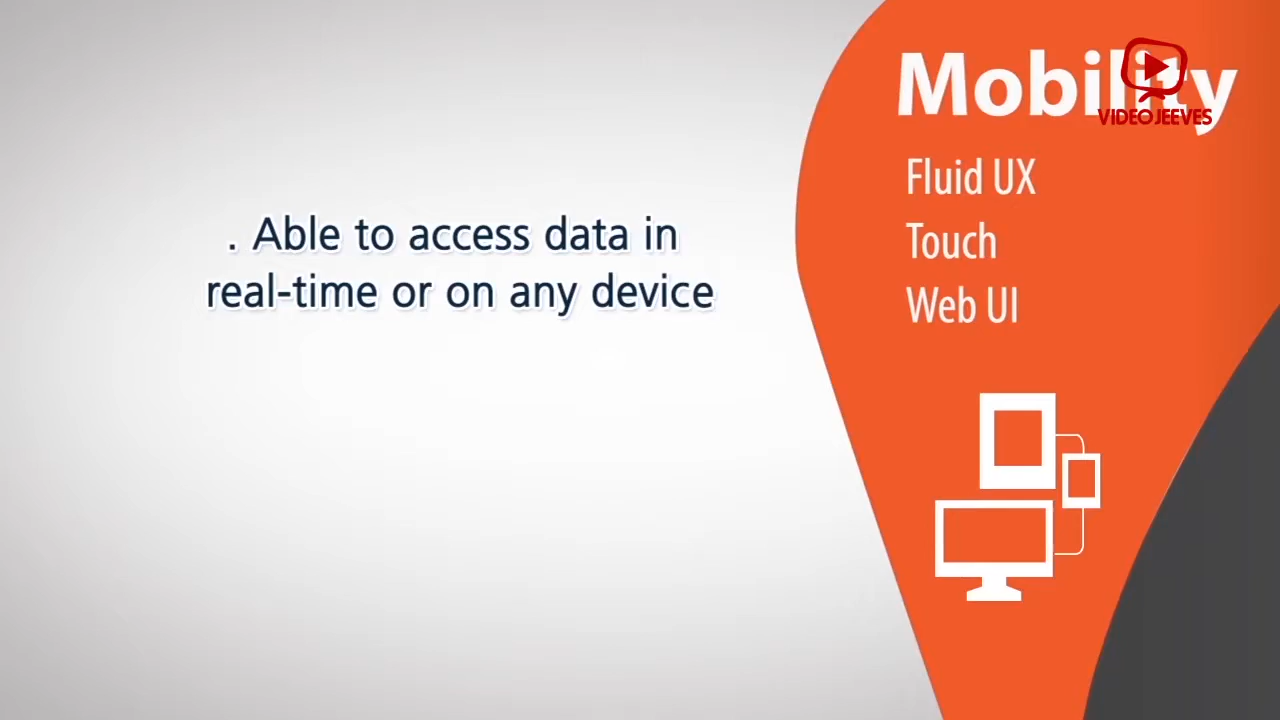 . Able to access data in
real-time or on any device
Mobility
VIDEOJEEVES
Fluid UX
Touch
Web UI